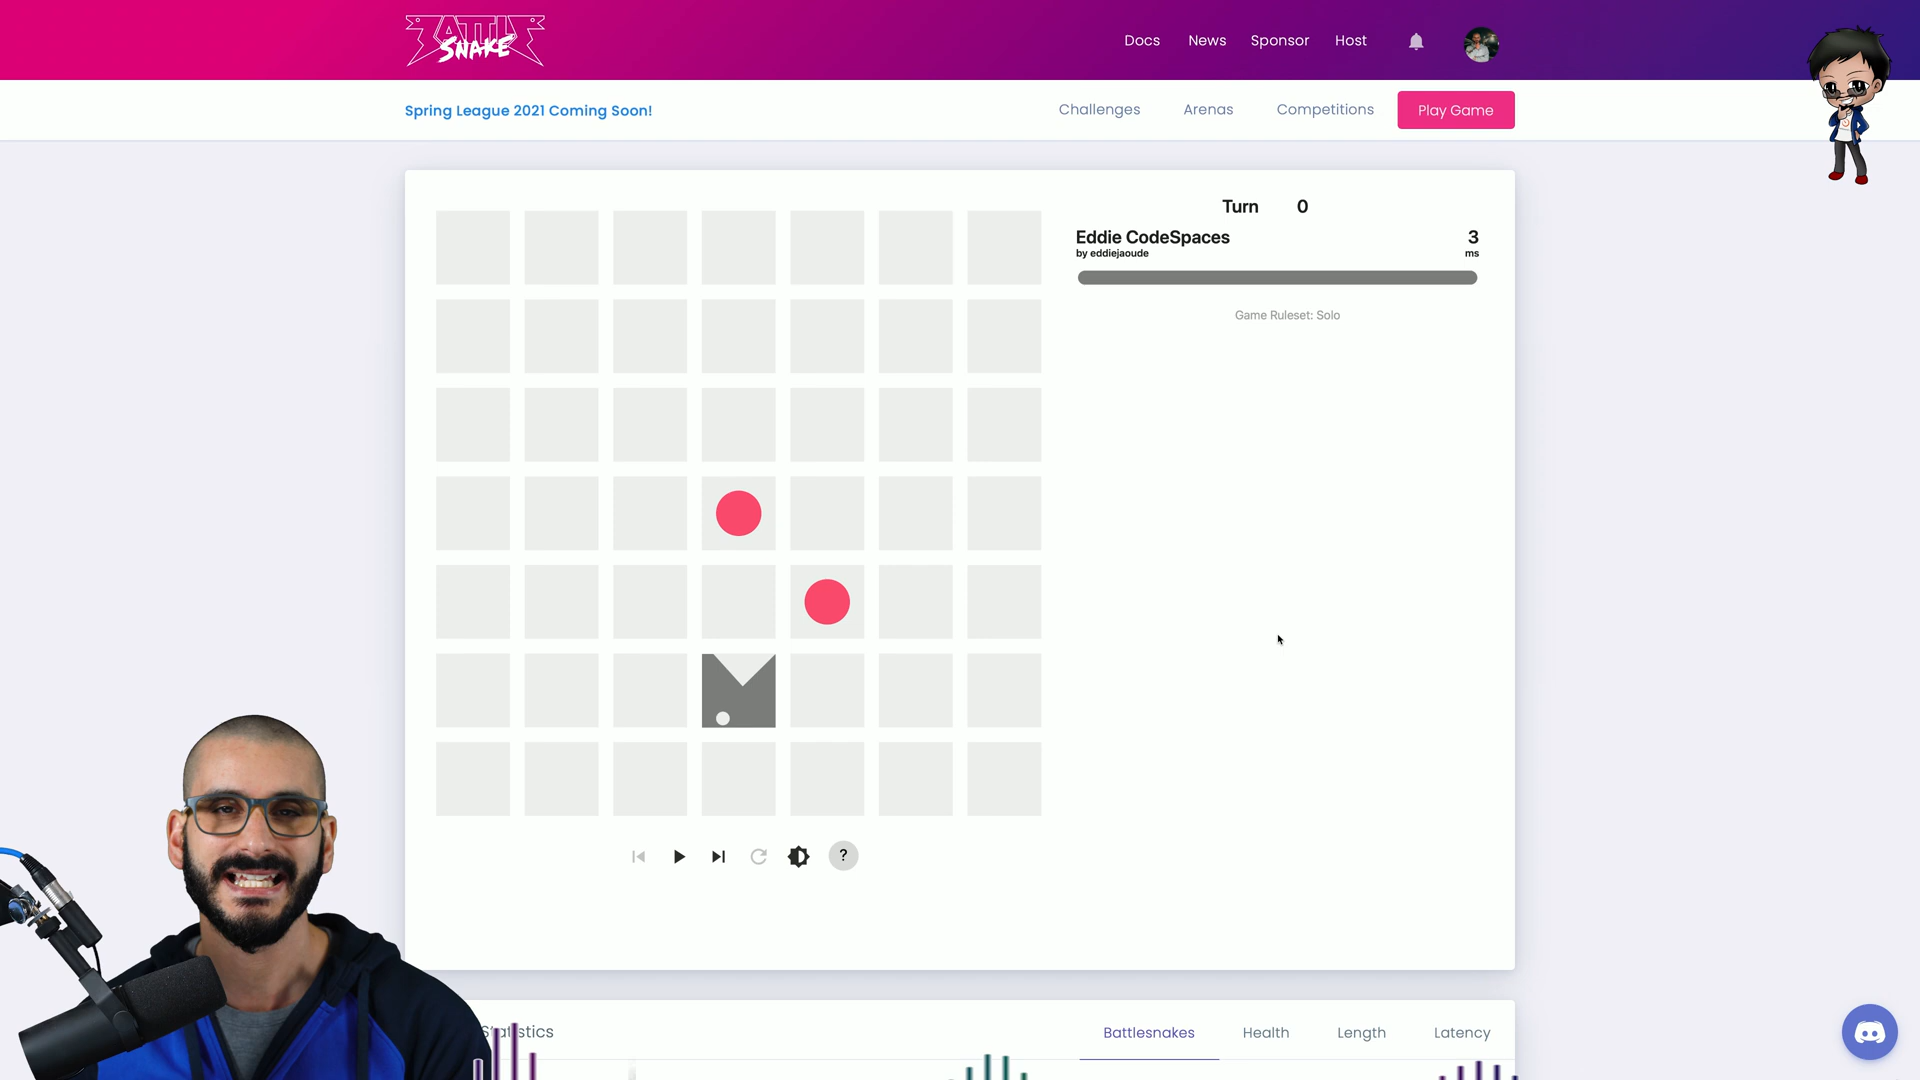 BATTLE
SNAKE
Docs News Sponsor Host
Spring League 2021 Coming Soon!
Challenges Arenas Competitions Play Game
Turn 0
Eddie CodeSpaces 3
by eddiejaoude ms
Game Ruleset: Solo
?
Statistics
Battlesnakes Health Length Latency